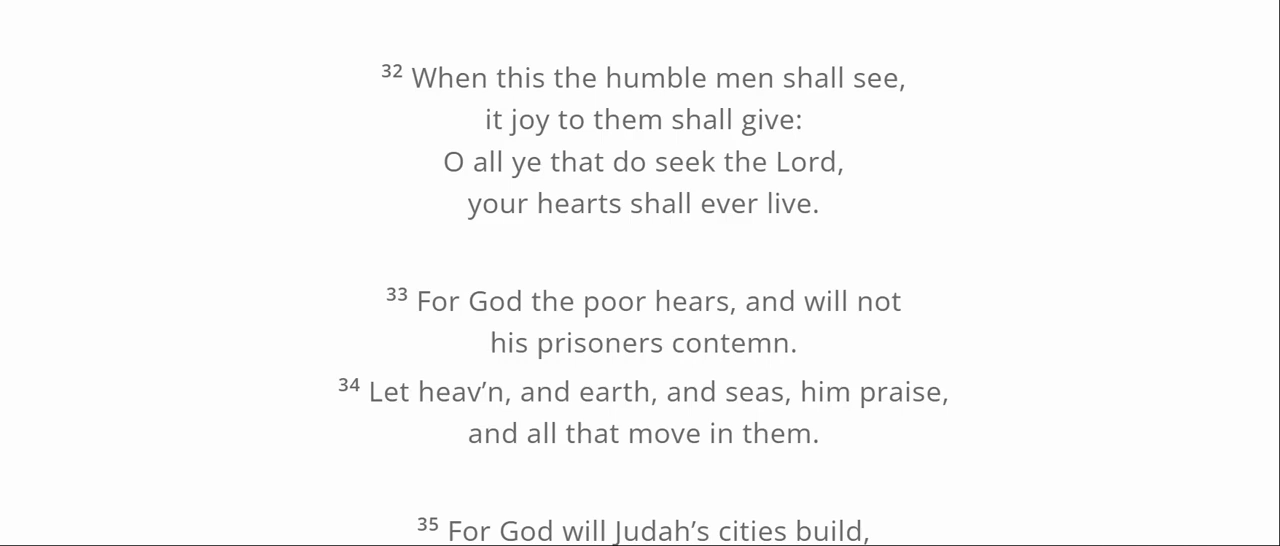 32 When this the humble men shall see,
it joy to them shall give:
O all ye that do seek the Lord,
your hearts shall ever live.
33 For God the poor hears, and will not
his prisoners contemn.
34 Let heav’n, and earth, and seas, him praise,
and all that move in them.
35 For God will Judah’s cities build,